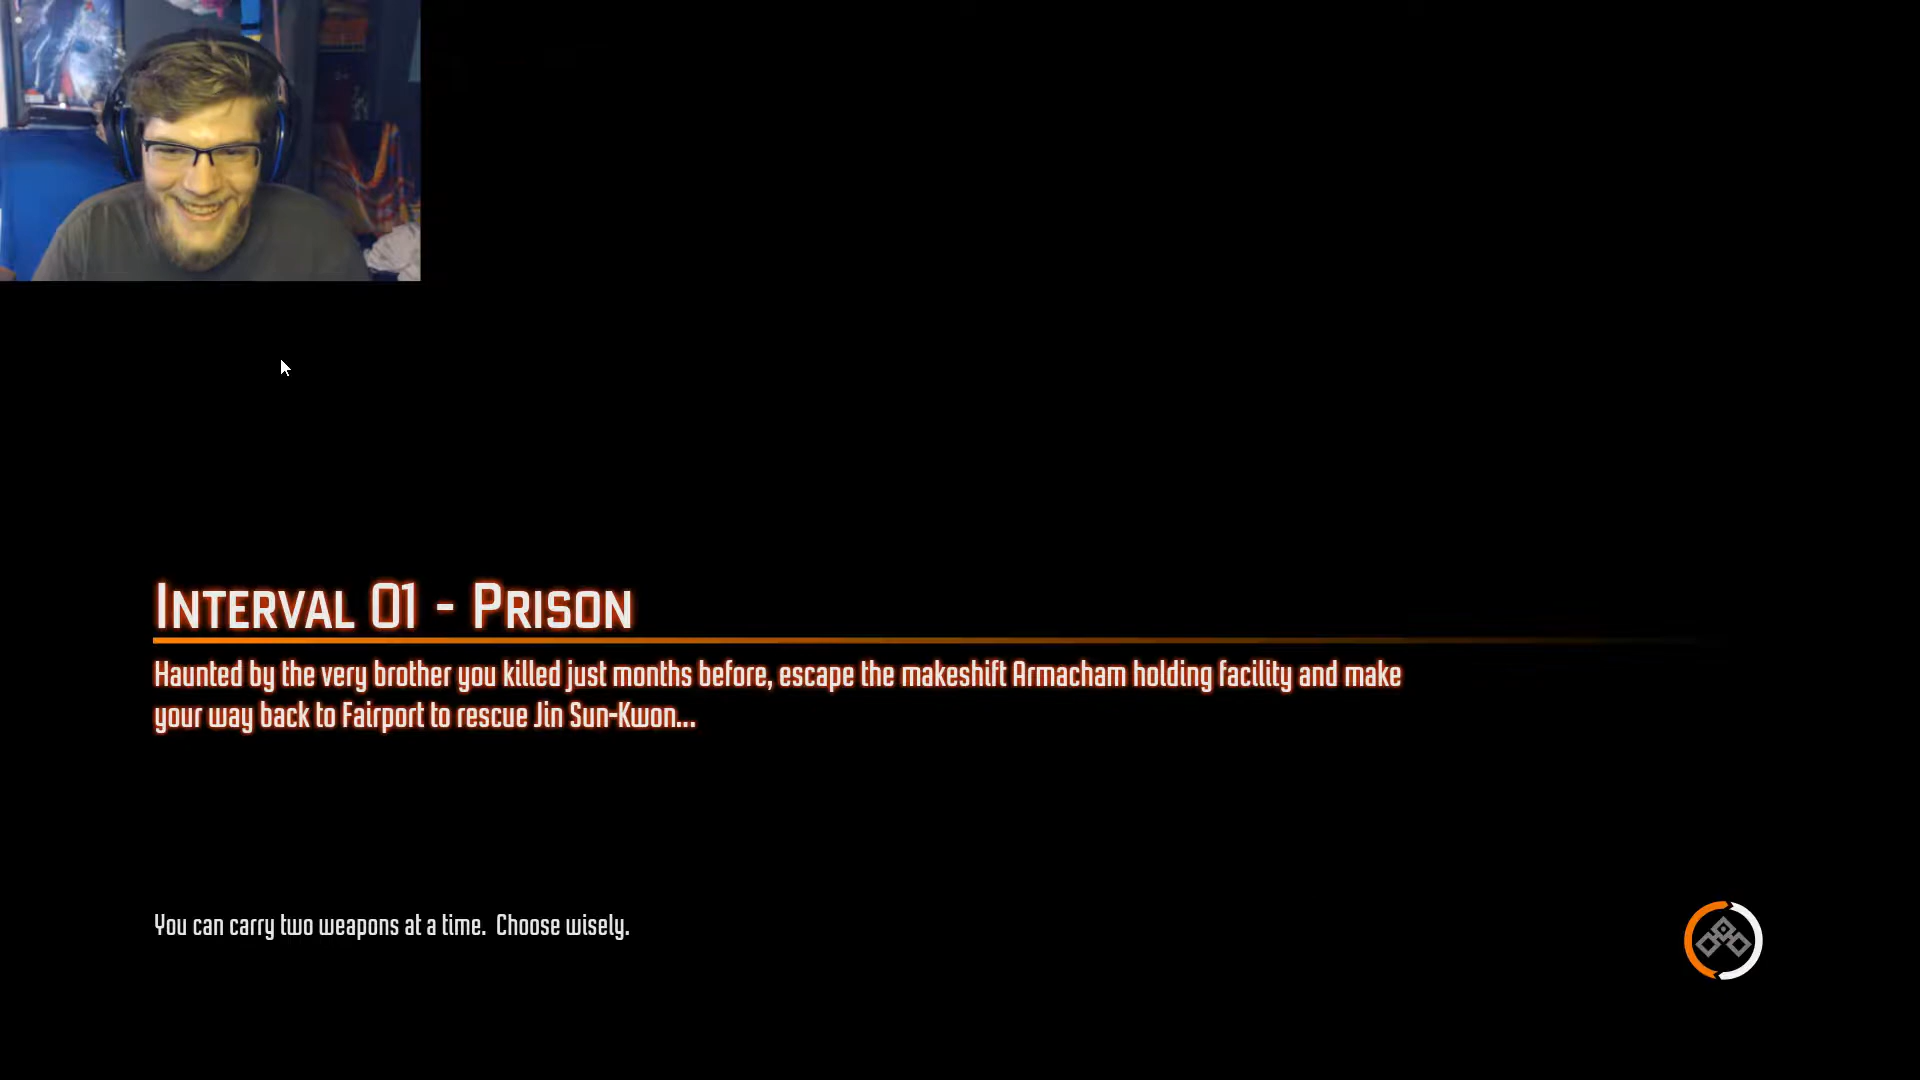 Interval 01 - Prison
Haunted by the very brother you killed just months before, escape the makeshift Armacham holding facility and make
your way back to Fairport to rescue Jin Sun-Kwon...
You can carry two weapons at a time. Choose wisely.